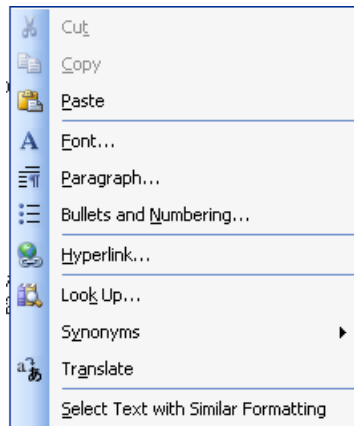 Cut
Copy
Paste
Font...
Paragraph...
Bullets and Numbering...
Hyperlink...
Look Up...
Synonyms
Translate
Select Text with Similar Formatting